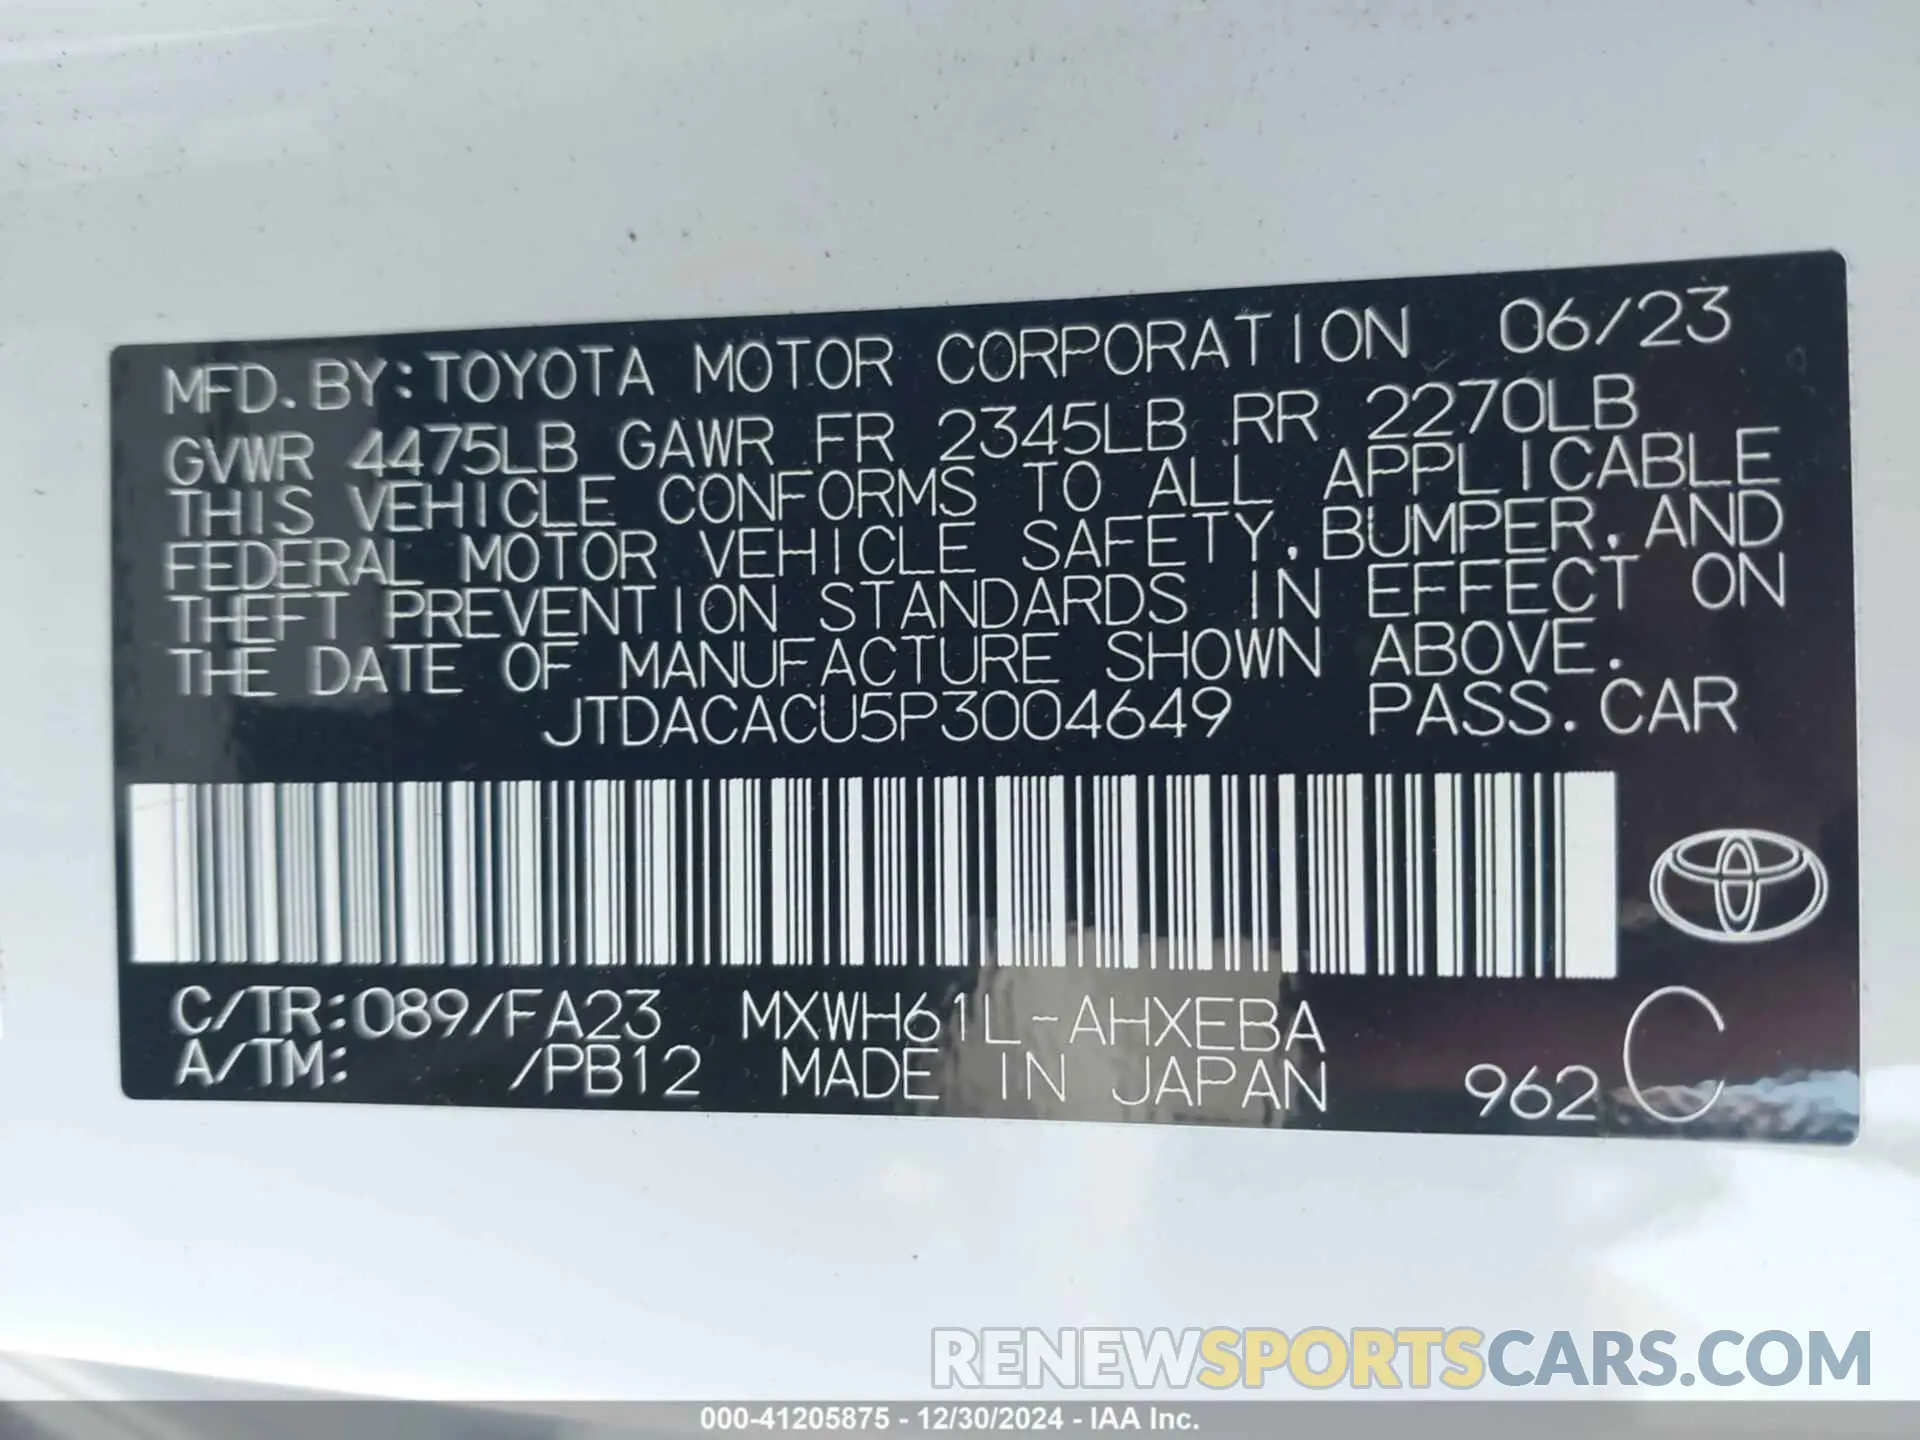 MFD. BY: TOYOTA MOTOR CORPORATION 06/23
GVWR 4475LB GAWR FR 2345LB RR 2270LB
THIS VEHICLE CONFORMS TO ALL APPLICABLE
FEDERAL MOTOR VEHICLE SAFETY, BUMPER, AND
THEFT PREVENTION STANDARDS IN EFFECT ON
THE DATE OF MANUFACTURE SHOWN ABOVE.
JTDACACU5P3004649 PASS. CAR
C/TR: 089/FA23 MXWH61L-AHXEBA
A/TM: /PB12 MADE IN JAPAN 962 C
RENEWSPORTSCARS.COM
000-41205875 - 12/30/2024 - IAA Inc.